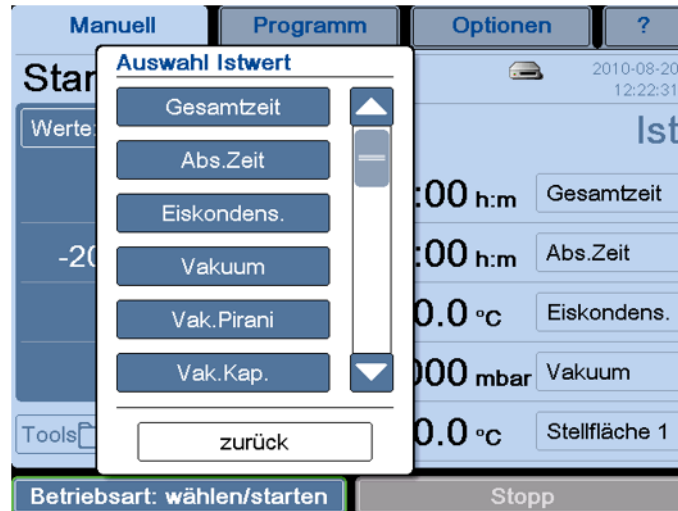 Manuell Programm Optionen ?
Auswahl Istwert
Star
2010-08-20
12:22:31
Werte:
Ist
Gesamtzeit
Abs.Zeit
Eiskondens.
Vakuum
Vak.Pirani
Vak.Kap.
zurück
:00 h:m Gesamtzeit
-20
:00 h:m Abs.Zeit
0.0 °C Eiskondens.
000 mbar Vakuum
0.0 °C Stellfläche 1
Tools
Betriebsart: wählen/starten Stopp